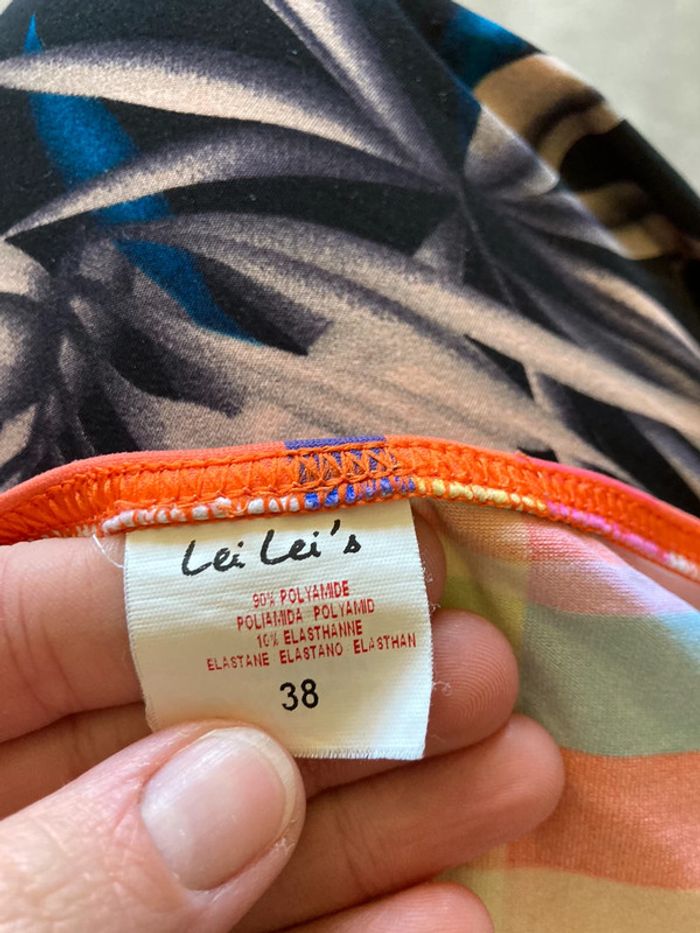 Lei Lei's
90% POLYAMIDE
POLIAMIDA POLYAMID
10% ELASTHANNE
ELASTANE ELASTANO ELASTHAN
38